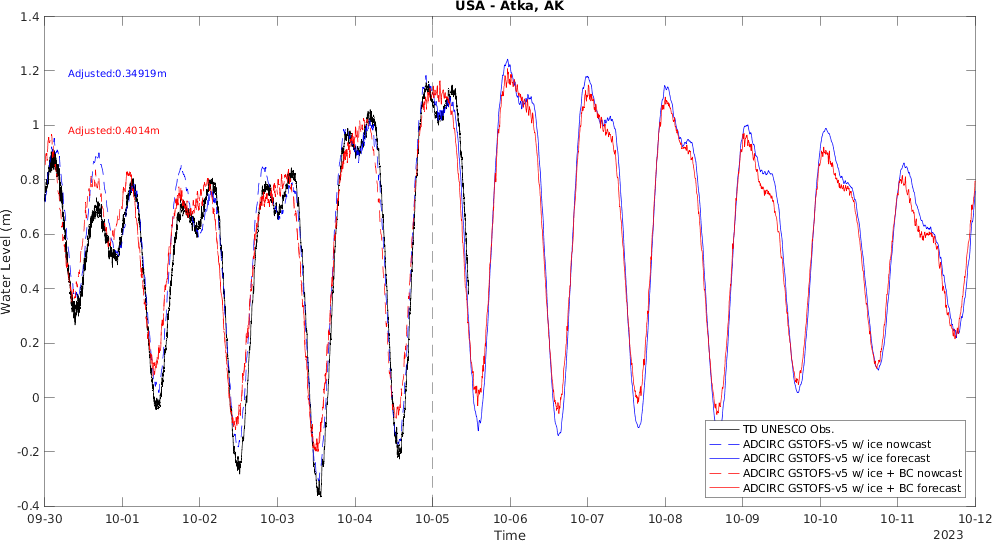 USA - Atka, AK
1.4
1.2
1
0.8
0.6
0.4
0.2
0
-0.2
-0.4
Water Level (m)
Adjusted:0.34919m
Adjusted:0.4014m
TD UNESCO Obs.
ADCIRC GSTOFS-v5 w/ ice nowcast
ADCIRC GSTOFS-v5 w/ ice forecast
ADCIRC GSTOFS-v5 w/ ice + BC nowcast
ADCIRC GSTOFS-v5 w/ ice + BC forecast
09-30 10-01 10-02 10-03 10-04 10-05 10-06 10-07 10-08 10-09 10-10 10-11 10-12
Time
2023